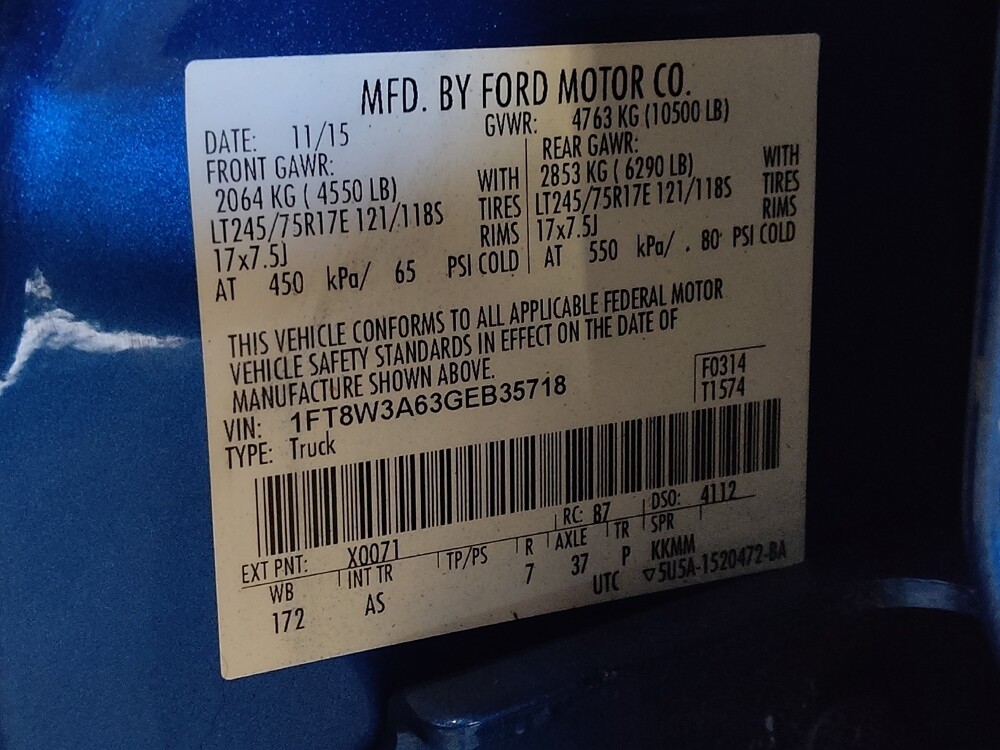 MFD. BY FORD MOTOR CO.
DATE: 11/15 GVWR: 4763 KG (10500 LB)
FRONT GAWR: REAR GAWR:
2064 KG ( 4550 LB) WITH 2853 KG ( 6290 LB) WITH
LT245/75R17E 121/118S TIRES LT245/75R17E 121/118S TIRES
17x7.5J RIMS 17x7.5J RIMS
AT 450 kPa/ 65 PSI COLD AT 550 kPa/ . 80 PSI COLD
THIS VEHICLE CONFORMS TO ALL APPLICABLE FEDERAL MOTOR
VEHICLE SAFETY STANDARDS IN EFFECT ON THE DATE OF
MANUFACTURE SHOWN ABOVE.
VIN: 1FT8W3A63GEB35718 F0314
TYPE: Truck T1574
EXT PNT: X0071 RC: 87 DSO: 4112
WB INT TR TP/PS R AXLE TR SPR
172 AS 7 37 P KKMM
UTC ▽5U5A-1520472-BA